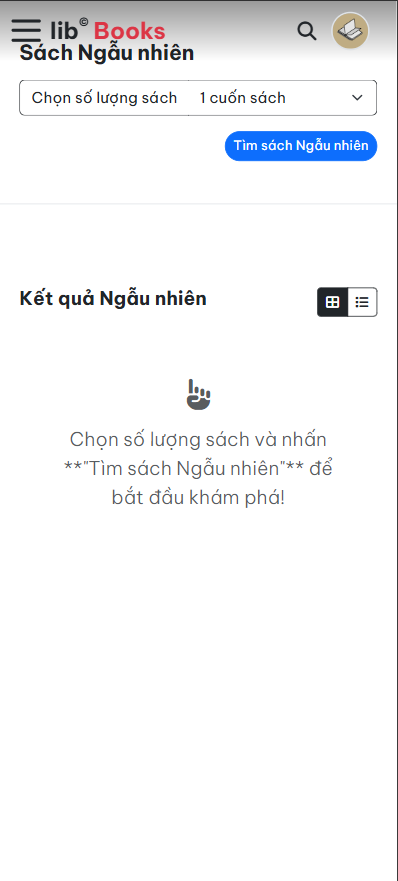 lib© Books
Sách Ngẫu nhiên
Chọn số lượng sách 1 cuốn sách
Tìm sách Ngẫu nhiên
Kết quả Ngẫu nhiên
Chọn số lượng sách và nhấn
**"Tìm sách Ngẫu nhiên"** để
bắt đầu khám phá!